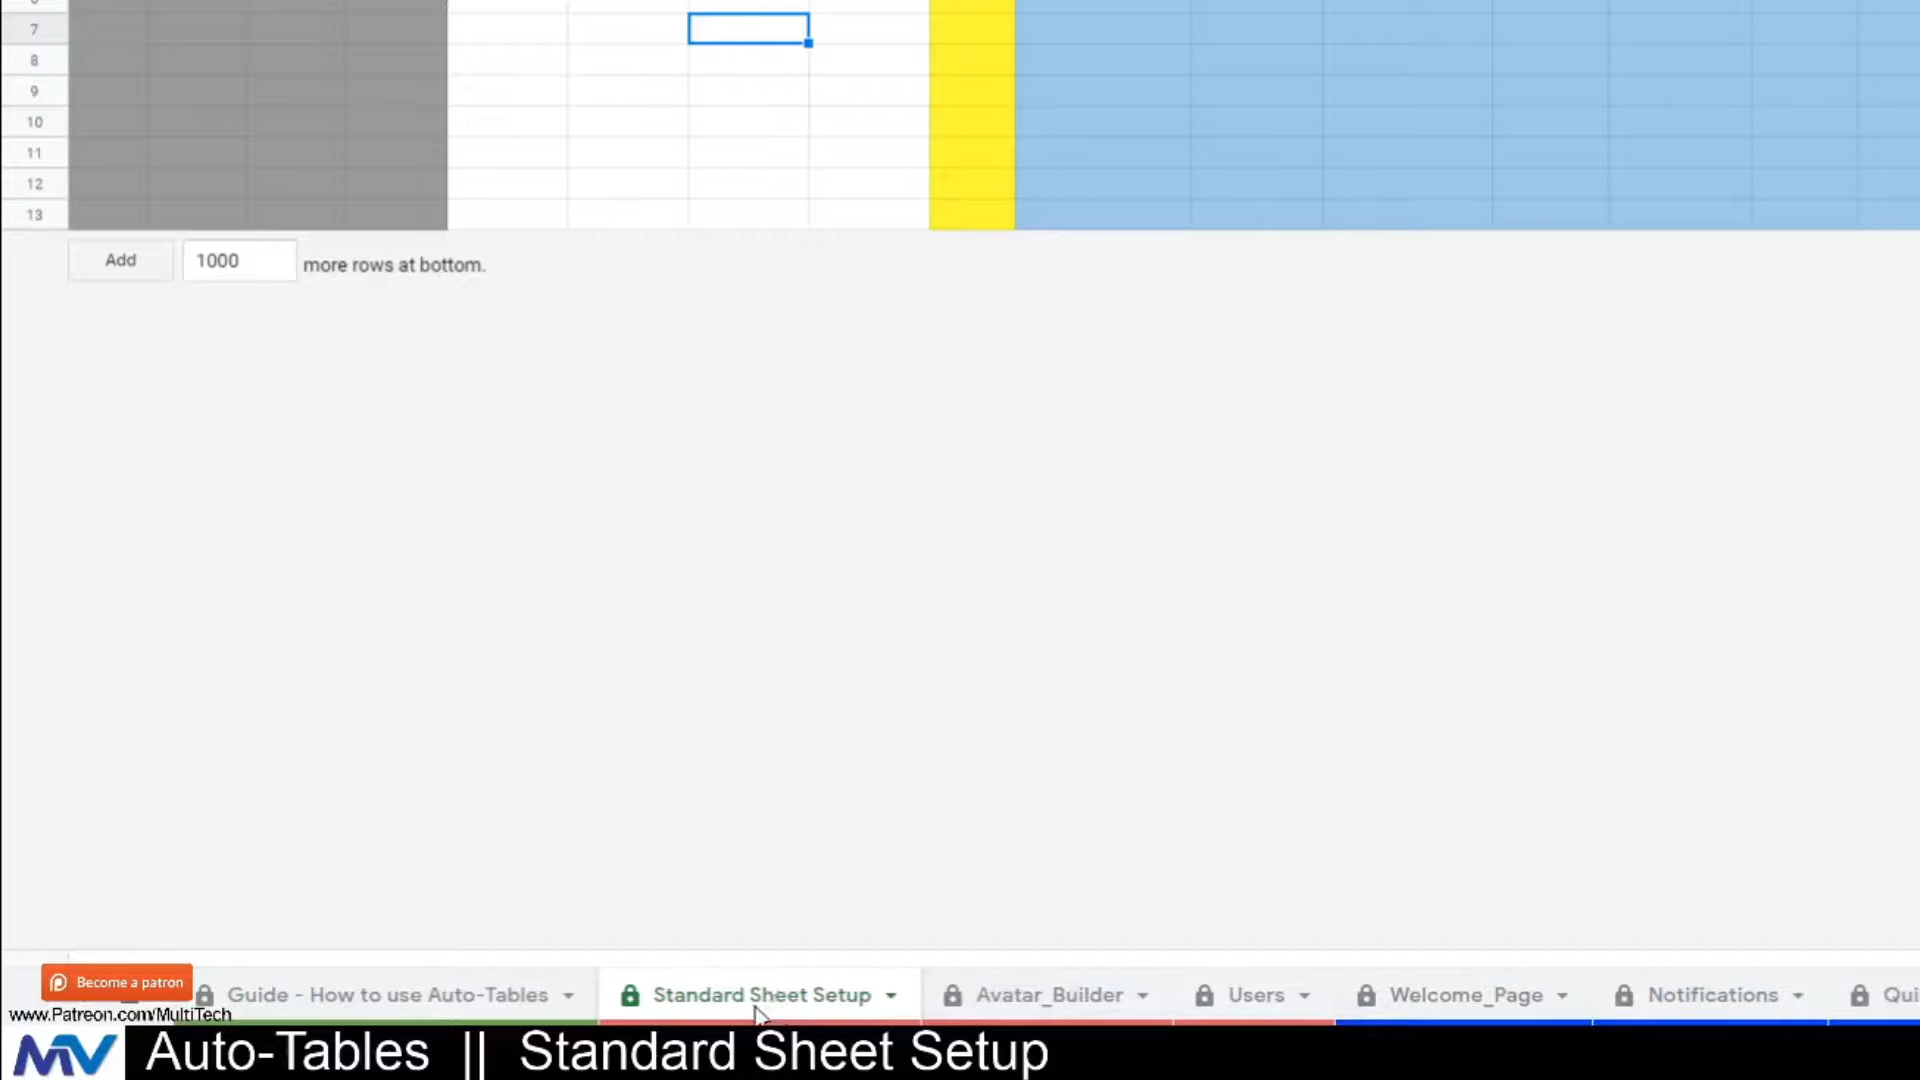 7
8
9
10
11
12
13
Add 1000 more rows at bottom.
Become a patron
Guide - How to use Auto-Tables
Standard Sheet Setup
Avatar_Builder
Users
Welcome_Page
Notifications
Qui
www.Patreon.com/MultiTech
MV Auto-Tables || Standard Sheet Setup